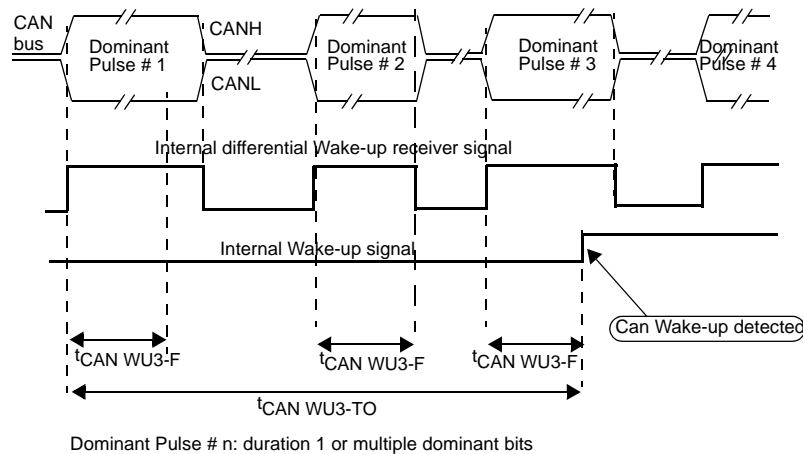 CAN
bus
CANH
Dominant
Pulse # 1
Dominant
Pulse # 2
Dominant
Pulse # 3
Dominant
Pulse # 4
CANL
Internal differential Wake-up receiver signal
Internal Wake-up signal
Can Wake-up detected
tCAN WU3-F
tCAN WU3-F
tCAN WU3-F
tCAN WU3-TO
Dominant Pulse # n: duration 1 or multiple dominant bits